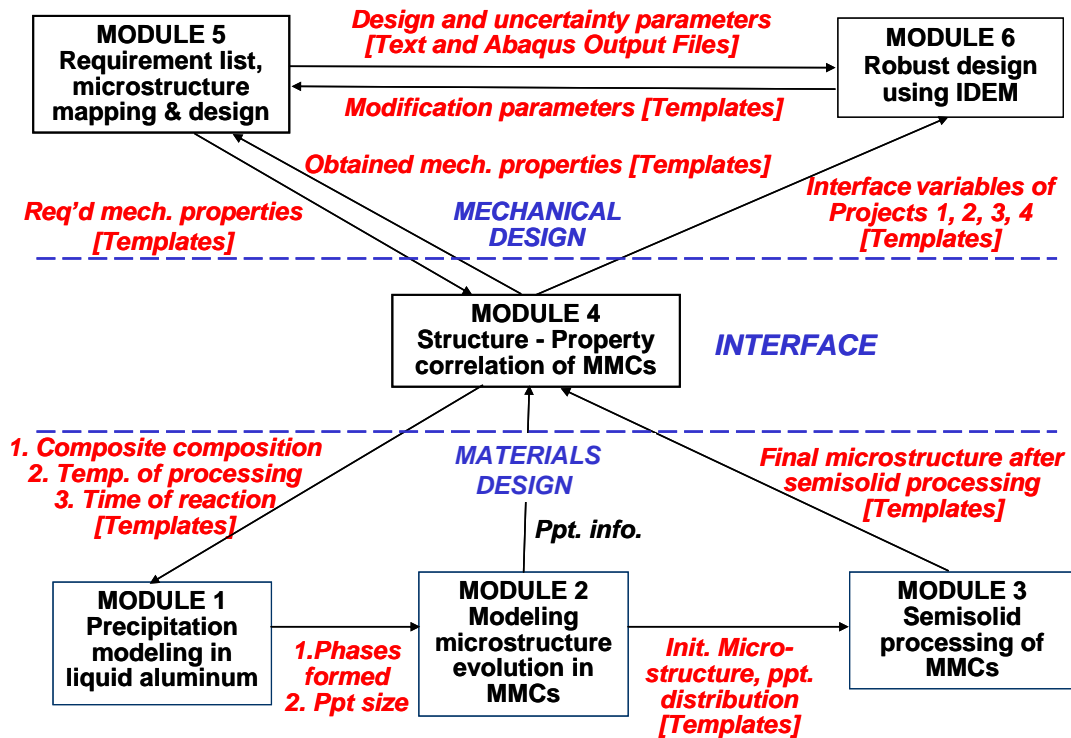 MODULE 5
Requirement list,
microstructure
mapping & design
Design and uncertainty parameters
[Text and Abaqus Output Files]
MODULE 6
Robust design
using IDEM
Modification parameters [Templates]
Obtained mech. properties [Templates]
Req'd mech. properties
[Templates]
MECHANICAL
DESIGN
Interface variables of
Projects 1, 2, 3, 4
[Templates]
MODULE 4
Structure - Property
correlation of MMCs
INTERFACE
1. Composite composition
2. Temp. of processing
3. Time of reaction
[Templates]
MATERIALS
DESIGN
Final microstructure after
semisolid processing
[Templates]
Ppt. info.
MODULE 1
Precipitation
modeling in
liquid aluminum
1.Phases
formed
2. Ppt size
MODULE 2
Modeling
microstructure
evolution in
MMCs
Init. Micro-
structure, ppt.
distribution
[Templates]
MODULE 3
Semisolid
processing of
MMCs